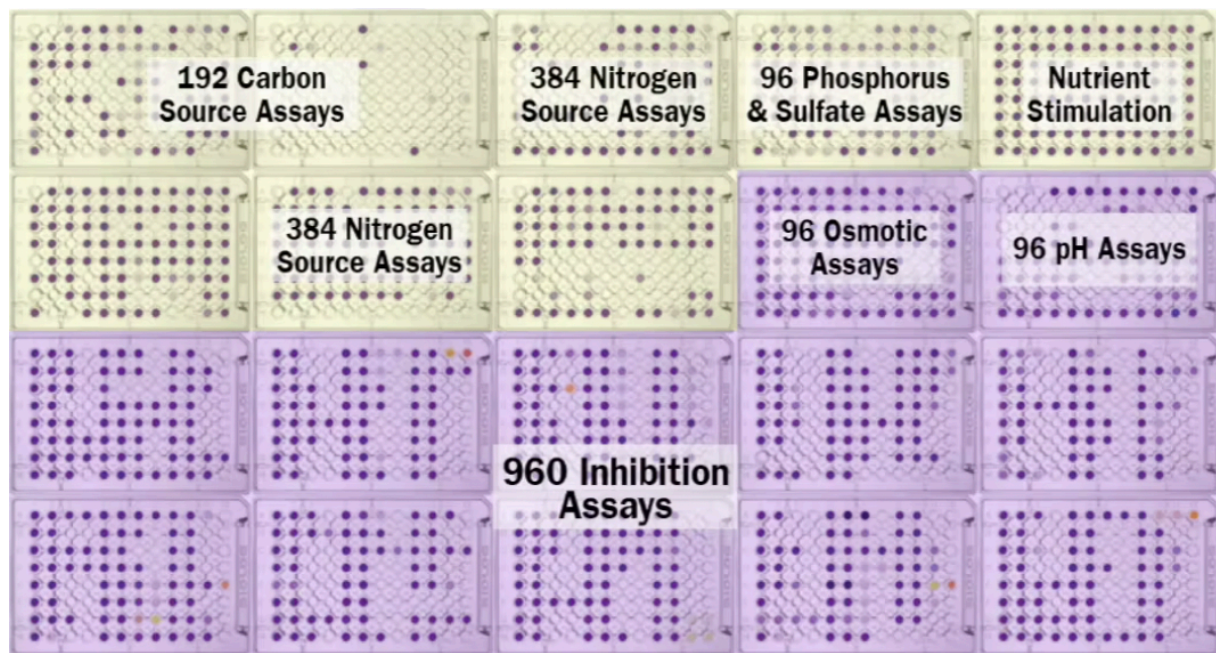 192 Carbon
Source Assays
384 Nitrogen
Source Assays
96 Phosphorus
& Sulfate Assays
Nutrient
Stimulation
384 Nitrogen
Source Assays
96 Osmotic
Assays
96 pH Assays
960 Inhibition
Assays